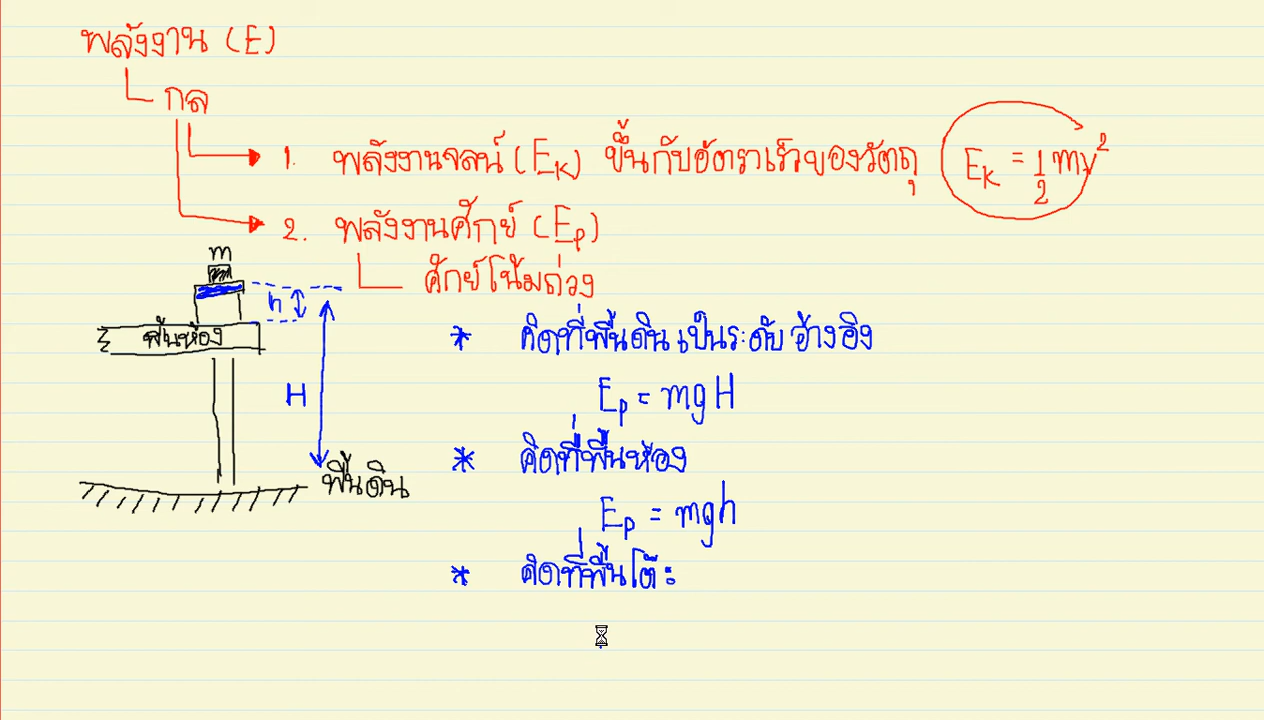 พลังงาน (E)
กล
1. พลังงานจลน์ (Eₖ) ขึ้นกับอัตราเร็วของวัตถุ Eₖ = ½mv²
2. พลังงานศักย์ (Eₚ)
m
ศักย์โน้มถ่วง
h
พื้นห้อง
* คิดที่พื้นดินเป็นระดับอ้างอิง
H
Eₚ = mgH
* คิดที่พื้นห้อง
พื้นดิน
Eₚ = mgh
* คิดที่พื้นโต๊ะ